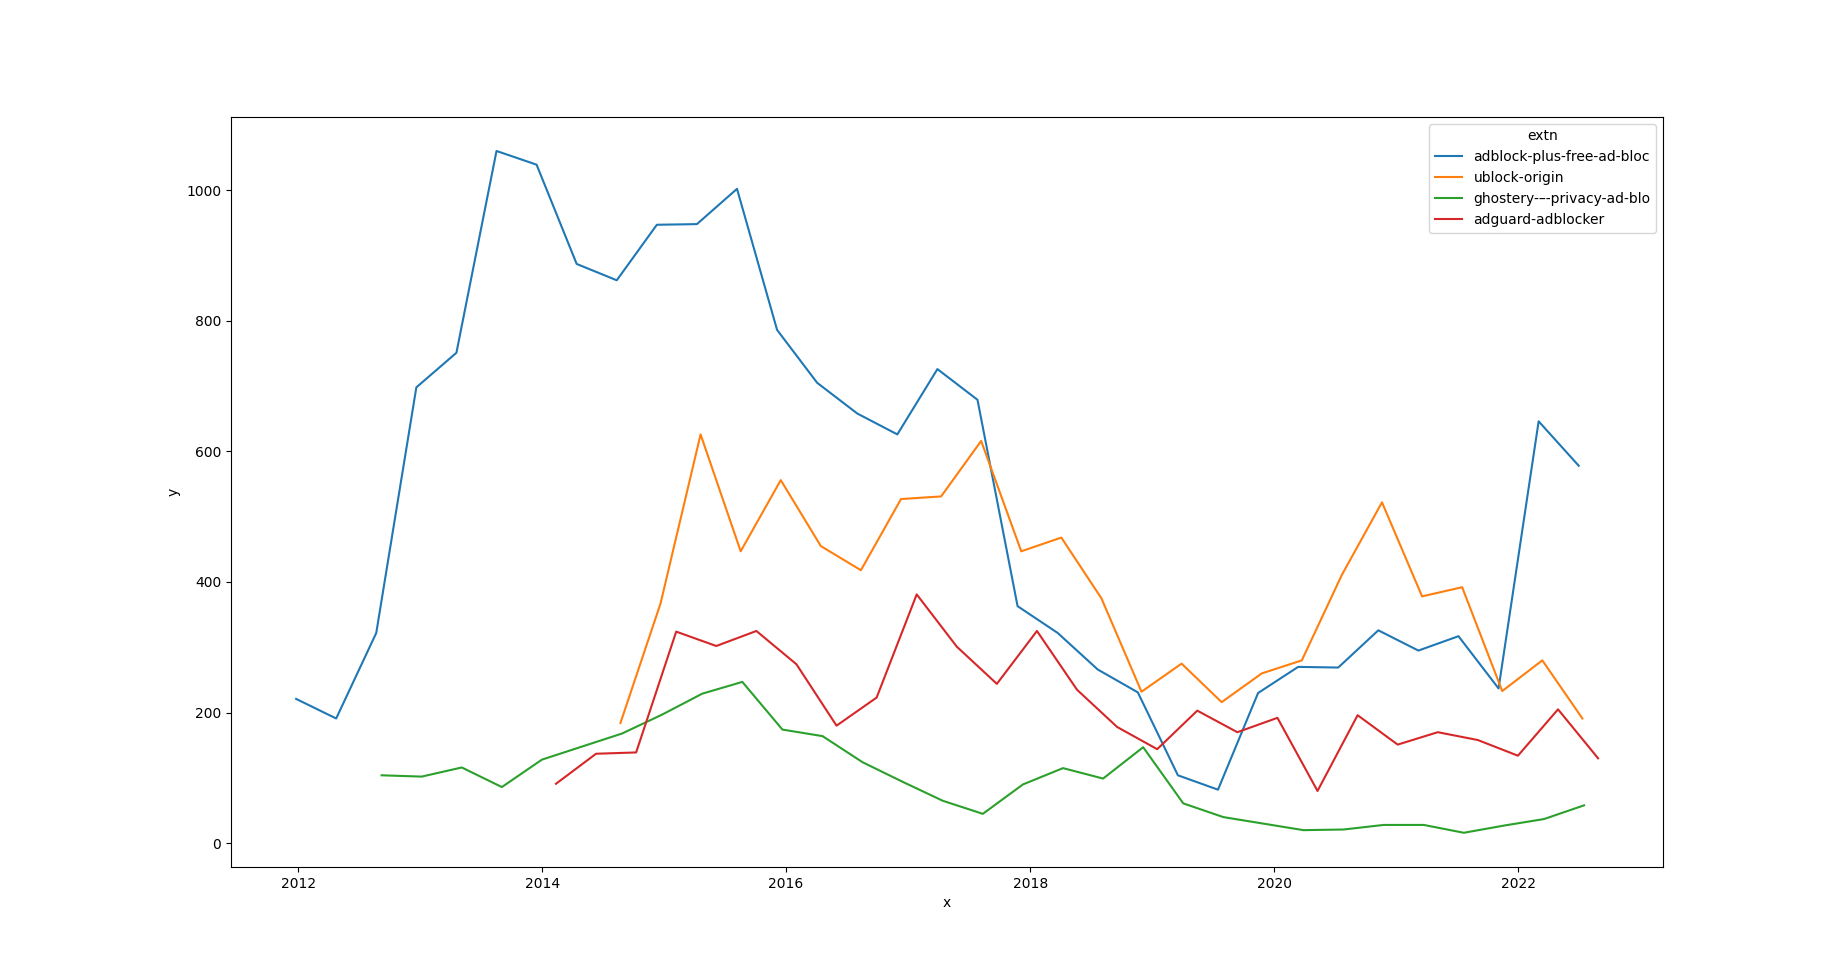 extn
adblock-plus-free-ad-bloc
ublock-origin
ghostery-–-privacy-ad-blo
adguard-adblocker
1000
800
600
400
200
0
y
2012 2014 2016 2018 2020 2022
x